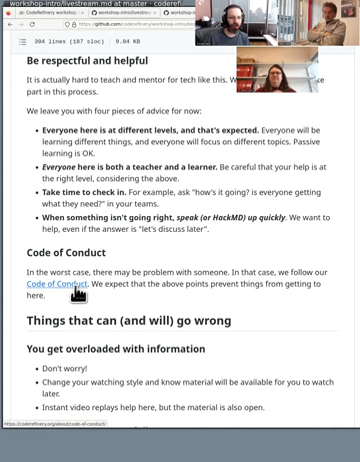 workshop-intro/livestream.md at master · coderefi
CodeRefinery workshop
workshop-intro/livestrea
workshop-i
https://github.com/coderefinery/workshop-intro/blo
304 lines (187 sloc) | 9.04 KB
Be respectful and helpful
It is actually hard to teach and mentor for tech like this. W
part in this process.
We leave you with four pieces of advice for now:
• Everyone here is at different levels, and that's expected. Everyone will be
learning different things, and everyone will focus on different topics. Passive
learning is OK.
• Everyone here is both a teacher and a learner. Be careful that your help is at
the right level, considering the above.
• Take time to check in. For example, ask "how's it going? is everyone getting
what they need?" in your teams.
• When something isn't going right, speak (or HackMD) up quickly. We want to
help, even if the answer is "let's discuss later".
Code of Conduct
In the worst case, there may be problem with someone. In that case, we follow our
Code of Conduct. We expect that the above points prevent things from getting to
here.
Things that can (and will) go wrong
You get overloaded with information
• Don't worry!
• Change your watching style and know material will be available for you to watch
later.
• Instant video replays help here, but the material is also open.
https://coderefinery.org/about/code-of-conduct/